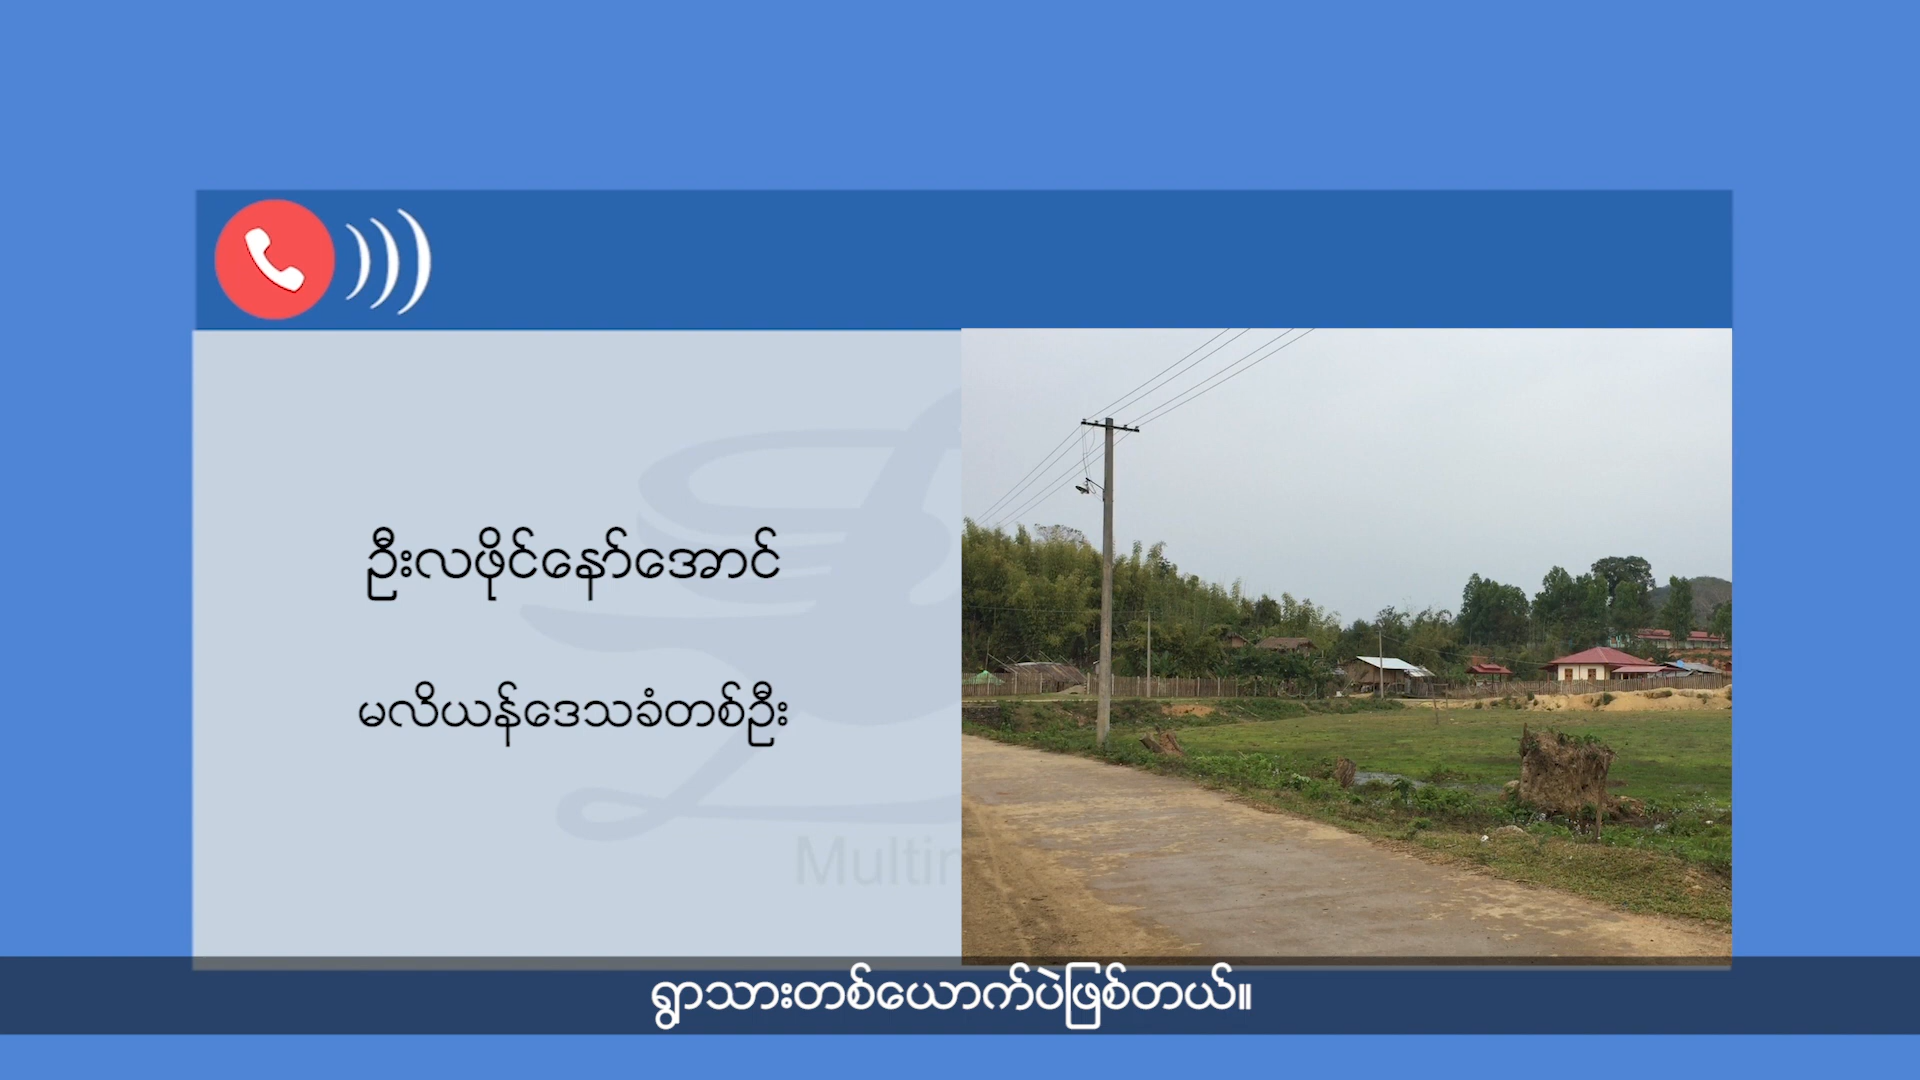 ဦးလဖိုင်နော်အောင်
မလိယန်ဒေသခံတစ်ဦး
ရွာသားတစ်ယောက်ပဲဖြစ်တယ်။